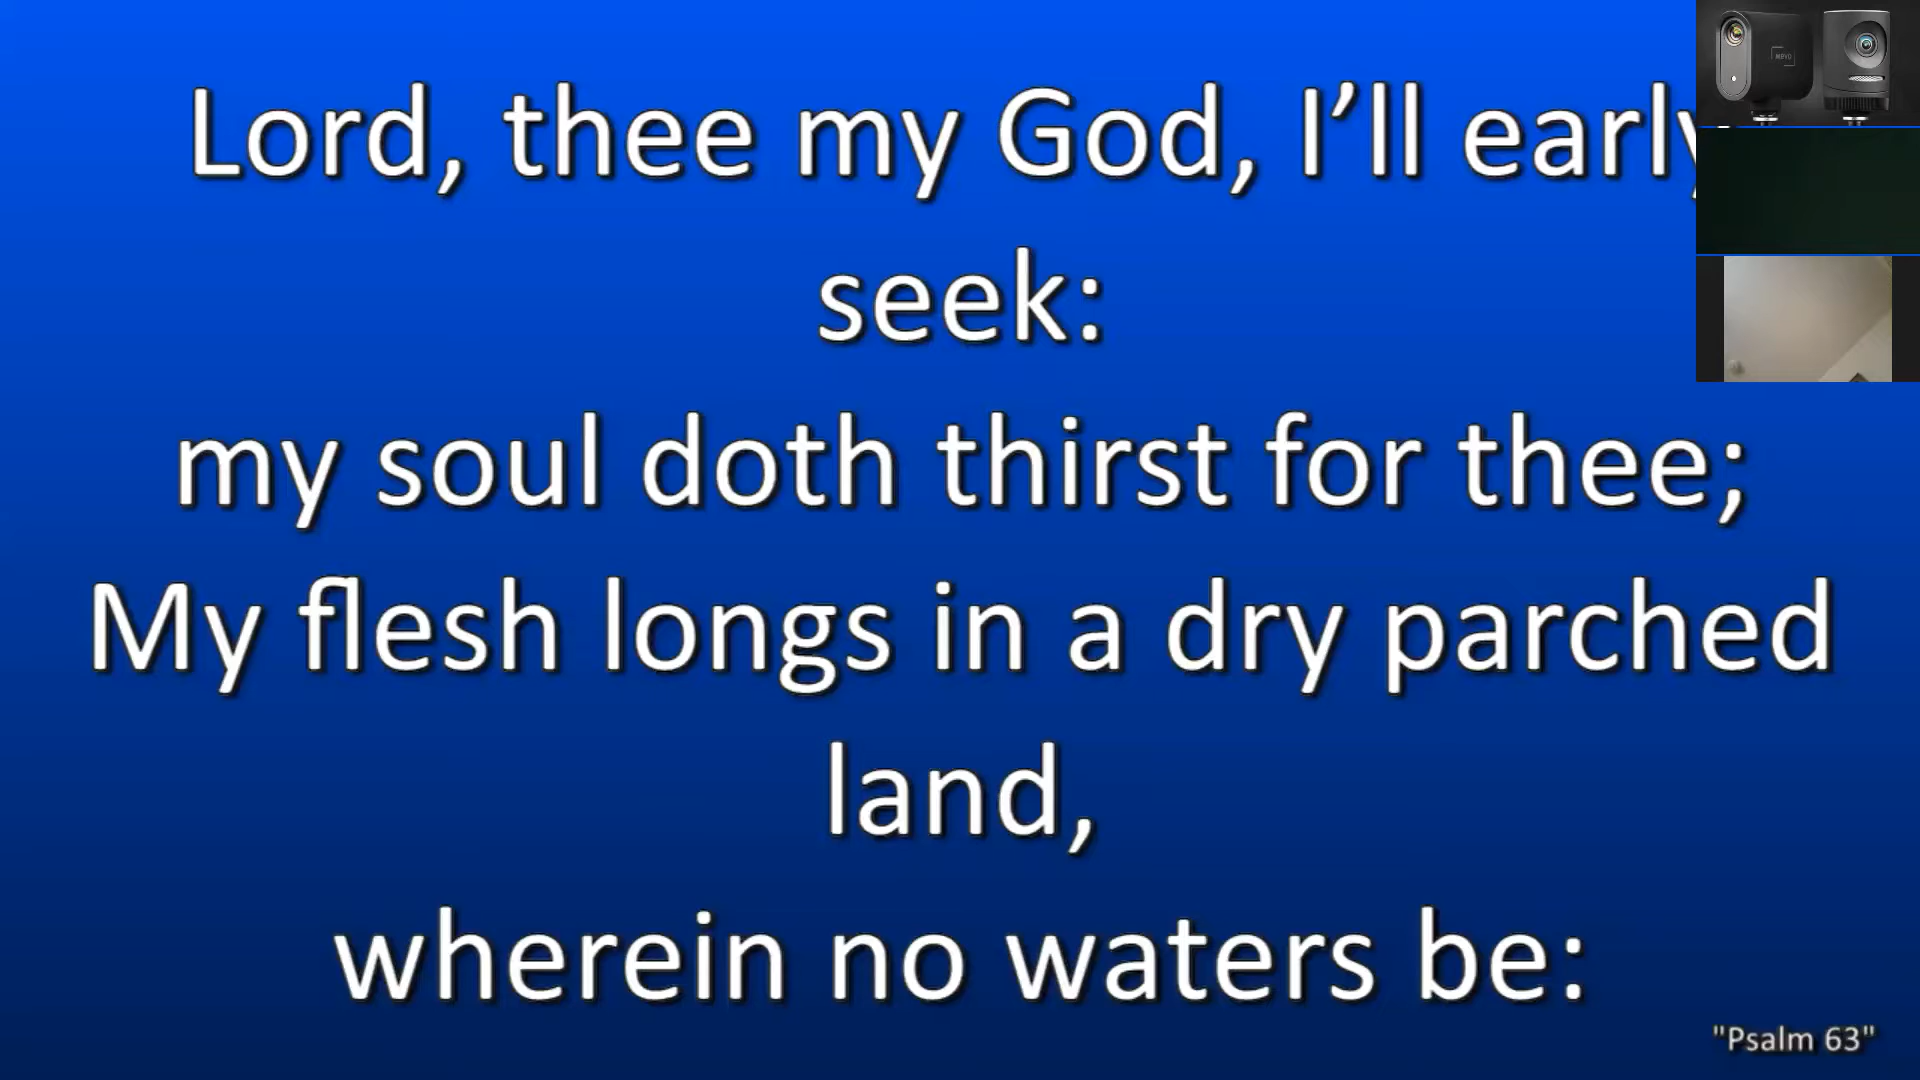 Lord, thee my God, I’ll early
seek:
my soul doth thirst for thee;
My flesh longs in a dry parched
land,
wherein no waters be:
"Psalm 63"
MEVO